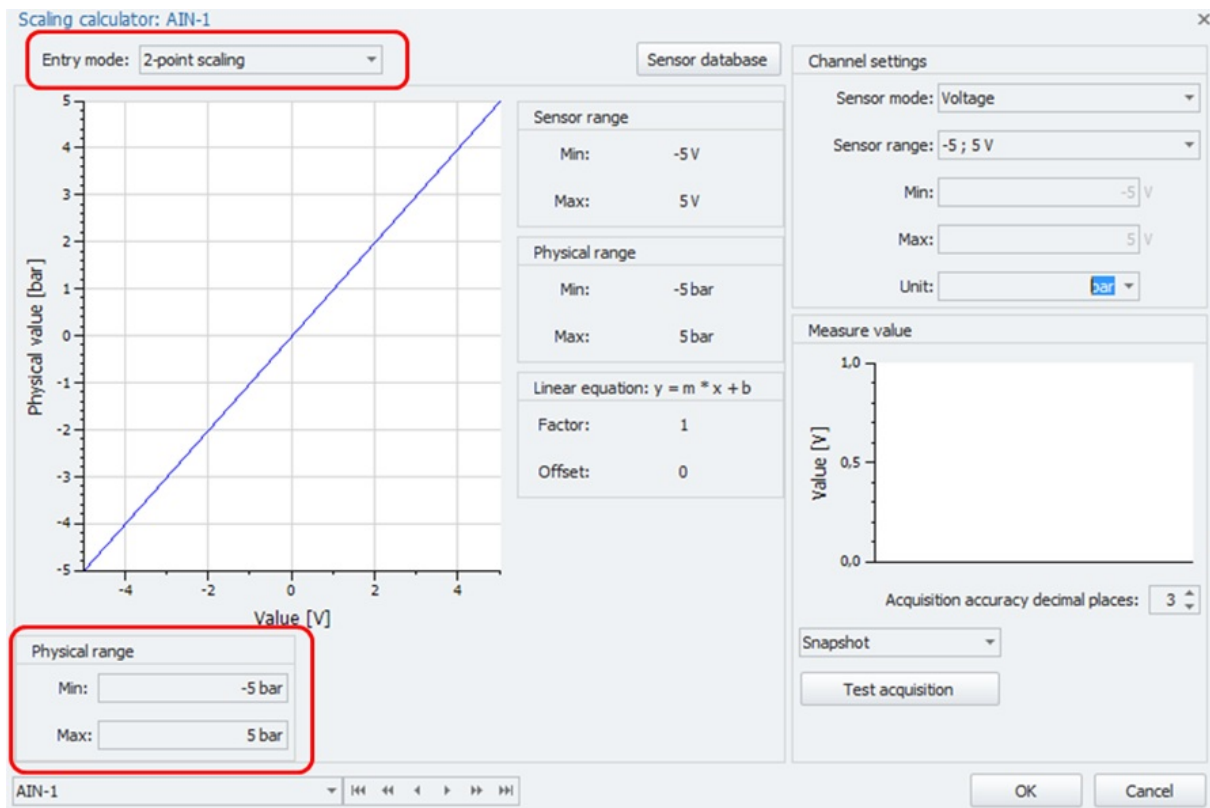 Scaling calculator: AIN-1
Entry mode: 2-point scaling
Sensor database
5
4
3
2
1
0
-1
-2
-3
-4
-5
Physical value [bar]
-4 -2 0 2 4
Value [V]
Sensor range
Min: -5 V
Max: 5 V
Physical range
Min: -5 bar
Max: 5 bar
Linear equation: y = m * x + b
Factor: 1
Offset: 0
Physical range
Min: -5 bar
Max: 5 bar
AIN-1
Channel settings
Sensor mode: Voltage
Sensor range: -5 ; 5 V
Min: -5 V
Max: 5 V
Unit: bar
Measure value
1,0
0,5
0,0
Value [V]
Acquisition accuracy decimal places: 3
Snapshot
Test acquisition
OK Cancel